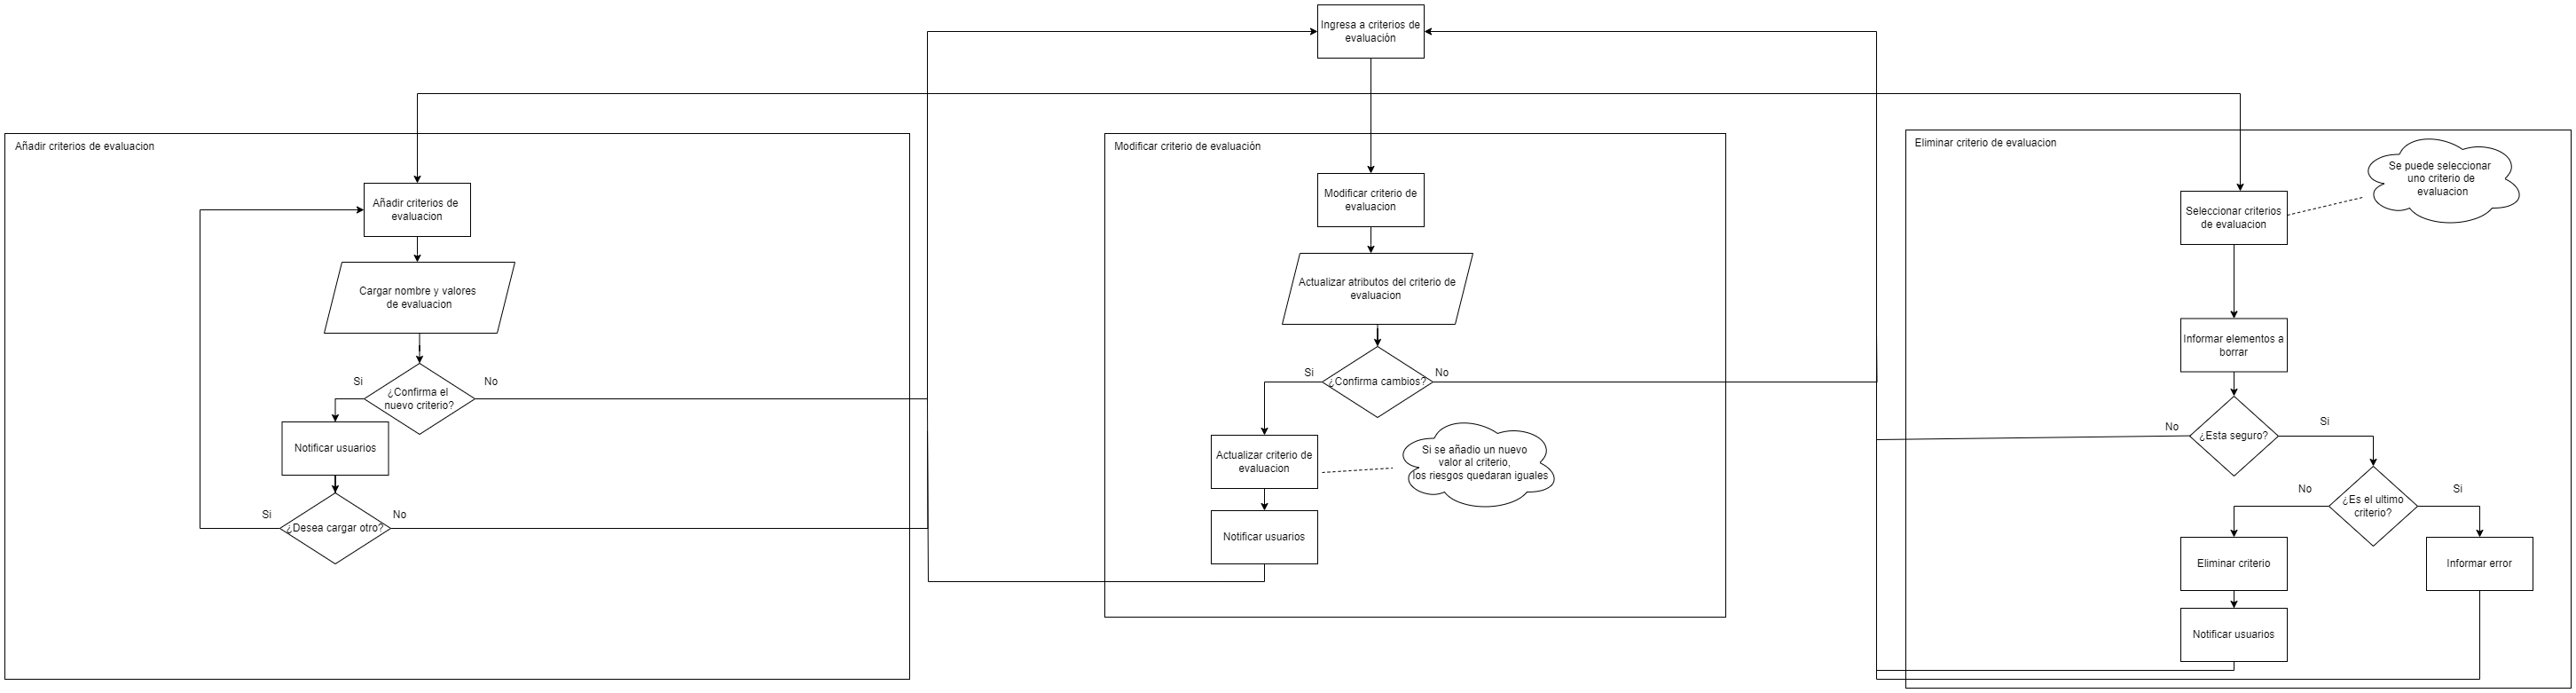 Ingresa a criterios de
evaluación
Añadir criterios de evaluacion
Añadir criterios de
evaluacion
Cargar nombre y valores
de evaluacion
¿Confirma el
nuevo criterio?
Si
No
Notificar usuarios
¿Desea cargar otro?
Si
No
Modificar criterio de evaluación
Modificar criterio de
evaluacion
Actualizar atributos del criterio de
evaluacion
¿Confirma cambios?
Si
No
Actualizar criterio de
evaluacion
Si se añadio un nuevo
valor al criterio,
los riesgos quedaran iguales
Notificar usuarios
Eliminar criterio de evaluacion
Se puede seleccionar
uno criterio de
evaluacion
Seleccionar criterios
de evaluacion
Informar elementos a
borrar
¿Esta seguro?
No
Si
¿Es el ultimo
criterio?
No
Si
Eliminar criterio
Informar error
Notificar usuarios